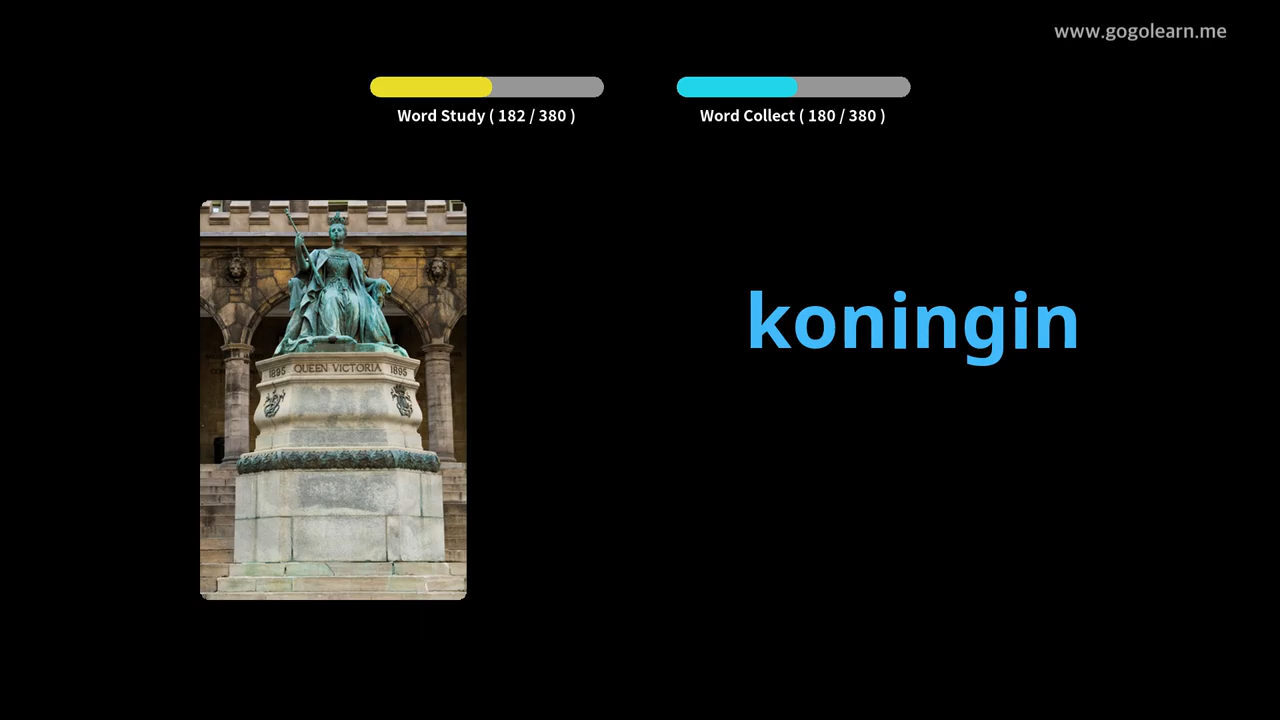 www.gogolearn.me
Word Study ( 182 / 380 )
Word Collect ( 180 / 380 )
koningin
1895 QUEEN VICTORIA 1895